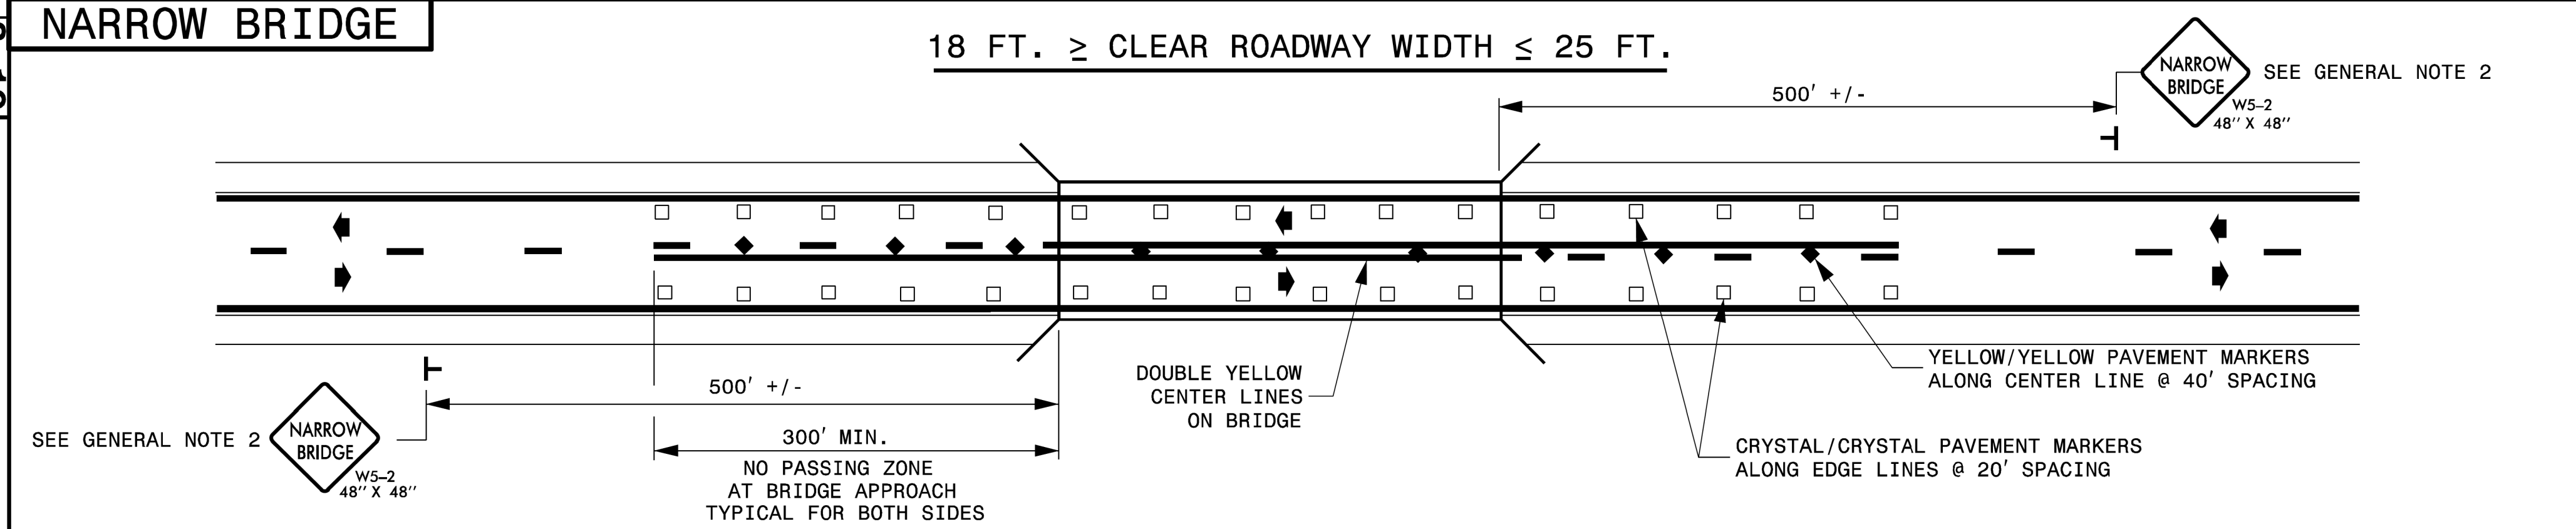 NARROW BRIDGE
18 FT. ≥ CLEAR ROADWAY WIDTH ≤ 25 FT.
NARROW
BRIDGE
W5-2
48" X 48"
SEE GENERAL NOTE 2
500' +/-
500' +/-
SEE GENERAL NOTE 2
NARROW
BRIDGE
W5-2
48" X 48"
300' MIN.
NO PASSING ZONE
AT BRIDGE APPROACH
TYPICAL FOR BOTH SIDES
DOUBLE YELLOW
CENTER LINES
ON BRIDGE
YELLOW/YELLOW PAVEMENT MARKERS
ALONG CENTER LINE @ 40' SPACING
CRYSTAL/CRYSTAL PAVEMENT MARKERS
ALONG EDGE LINES @ 20' SPACING